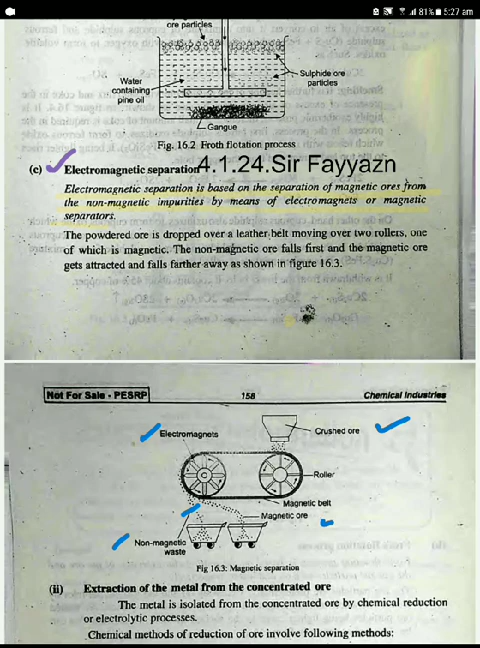 81% 5:27 am
ore particles
Water
containing
pine oil
Sulphide ore
particles
Gangue
Fig. 16.2 Froth flotation process
(c) Electromagnetic separation 4.1.24.Sir Fayyazn
Electromagnetic separation is based on the separation of magnetic ores from
the non-magnetic impurities by means of electromagnets or magnetic
separators.
The powdered ore is dropped over a leather belt moving over two rollers, one
of which is magnetic. The non-magnetic ore falls first and the magnetic ore
gets attracted and falls farther away as shown in figure 16.3.
Not For Sale - PESRP 158 Chemical Industries
Electromagnets
Crushed ore
Roller
Magnetic belt
Magnetic ore
Non-magnetic
waste
Fig 16.3: Magnetic separation
(ii) Extraction of the metal from the concentrated ore
The metal is isolated from the concentrated ore by chemical reduction
or electrolytic processes.
Chemical methods of reduction of ore involve following methods: